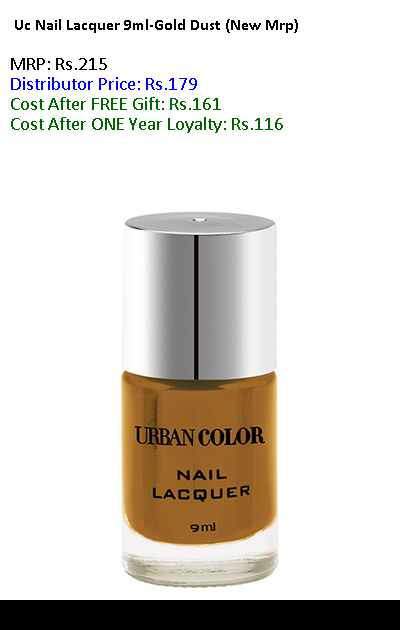 Uc Nail Lacquer 9ml-Gold Dust (New Mrp)
MRP: Rs.215
Distributor Price: Rs.179
Cost After FREE Gift: Rs.161
Cost After ONE Year Loyalty: Rs.116
URBAN COLOR
NAIL
LACQUER
9ml